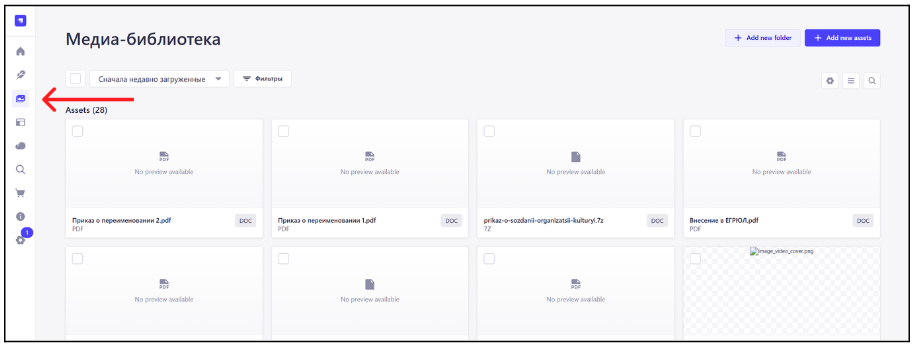 Медиа-библиотека
Add new folder
Add new assets
Сначала недавно загруженные
Фильтры
Assets (28)
PDF
No preview available
PDF
No preview available
No preview available
PDF
No preview available
Приказ о переименовании 2.pdf
DOC
PDF
Приказ о переименовании 1.pdf
DOC
PDF
prikaz-o-sozdanii-organizatsii-kulturyi.7z
DOC
7Z
Внесение в ЕГРЮЛ.pdf
DOC
PDF
1
PDF
No preview available
No preview available
PDF
No preview available
image_video_cover.png